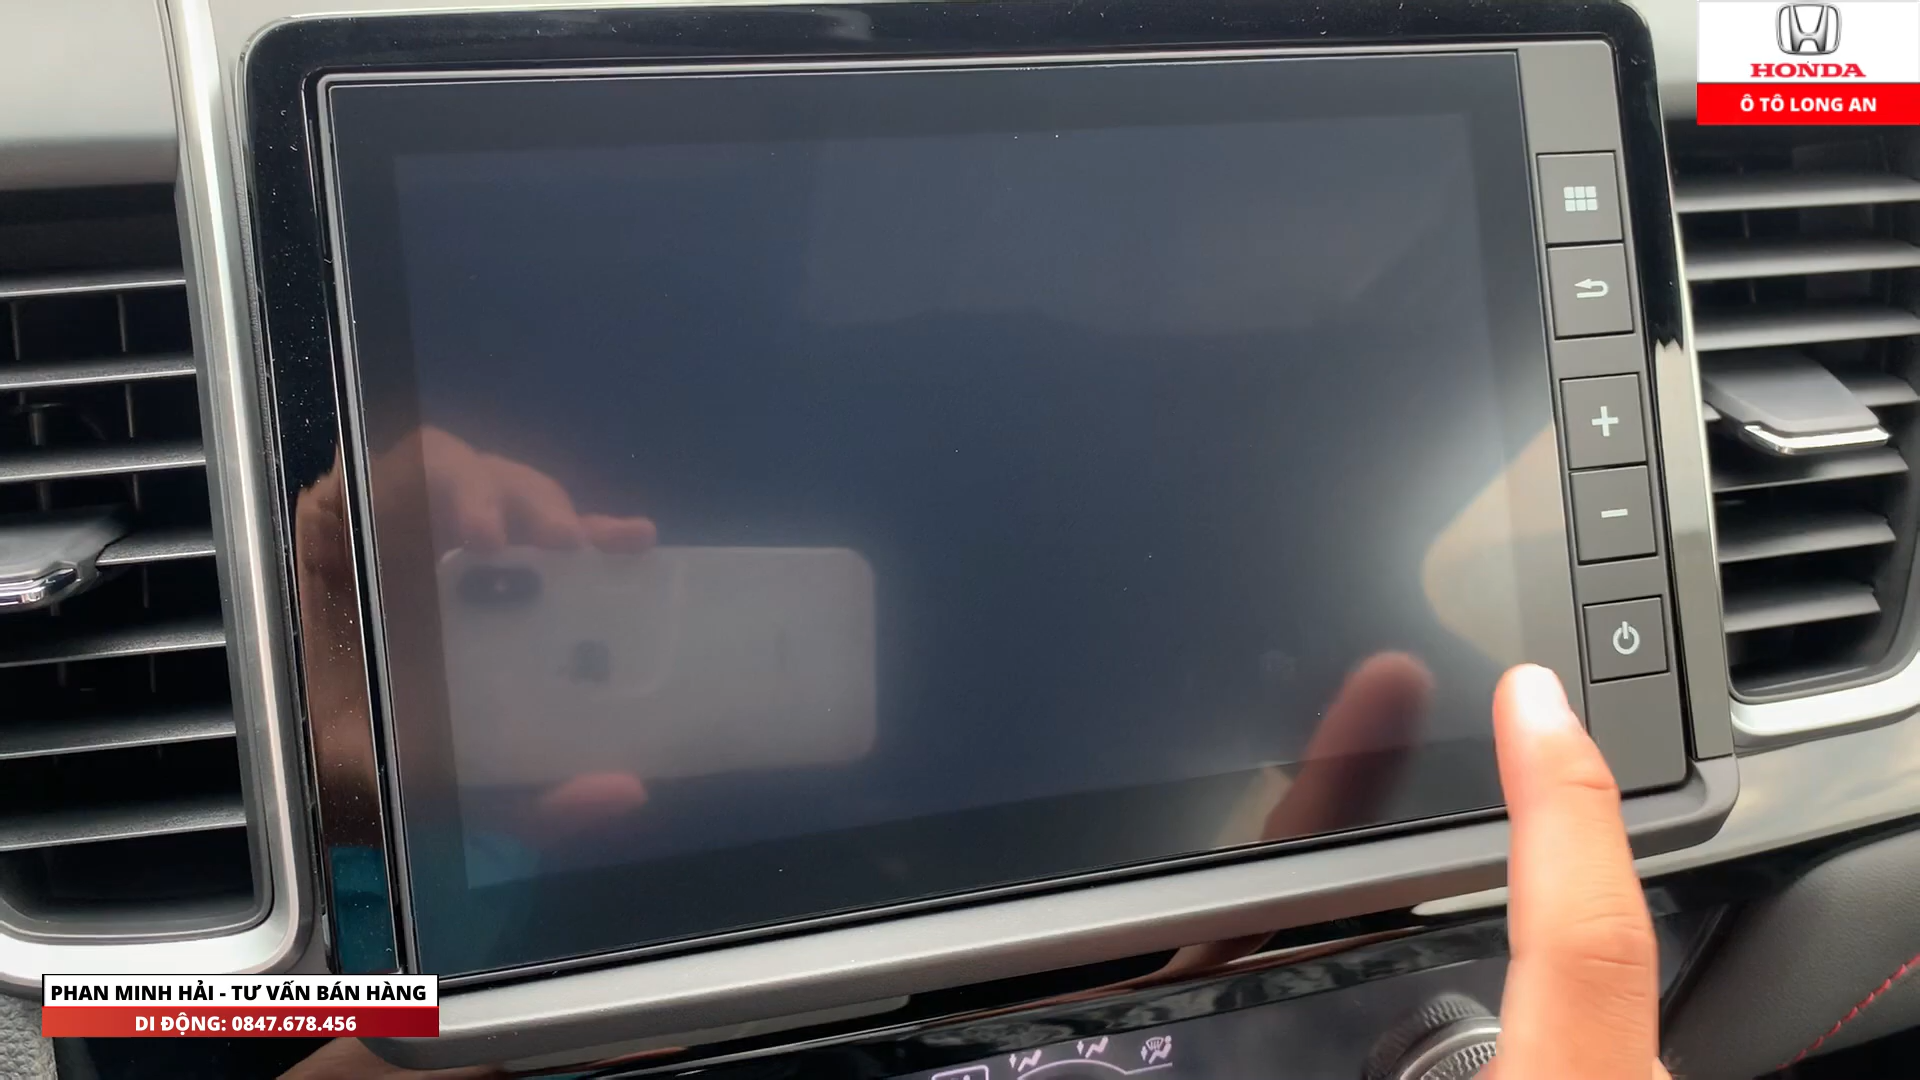 HONDA
Ô TÔ LONG AN
PHAN MINH HẢI - TƯ VẤN BÁN HÀNG
DI ĐỘNG: 0847.678.456